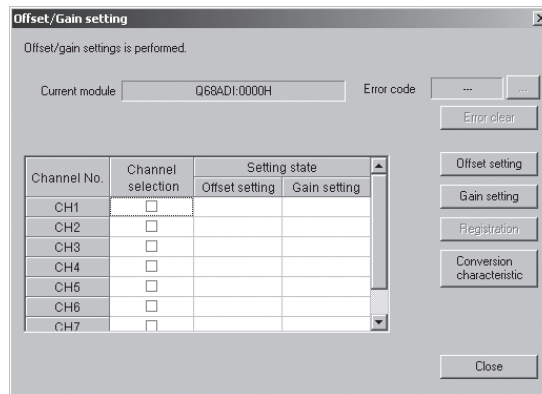 Offset/Gain setting
Offset/gain settings is performed.
Current module Q68ADI:0000H Error code --- ...
Error clear
Channel No. Channel selection Setting state
Offset setting Gain setting
CH1
CH2
CH3
CH4
CH5
CH6
CH7
Offset setting
Gain setting
Registration
Conversion
characteristic
Close